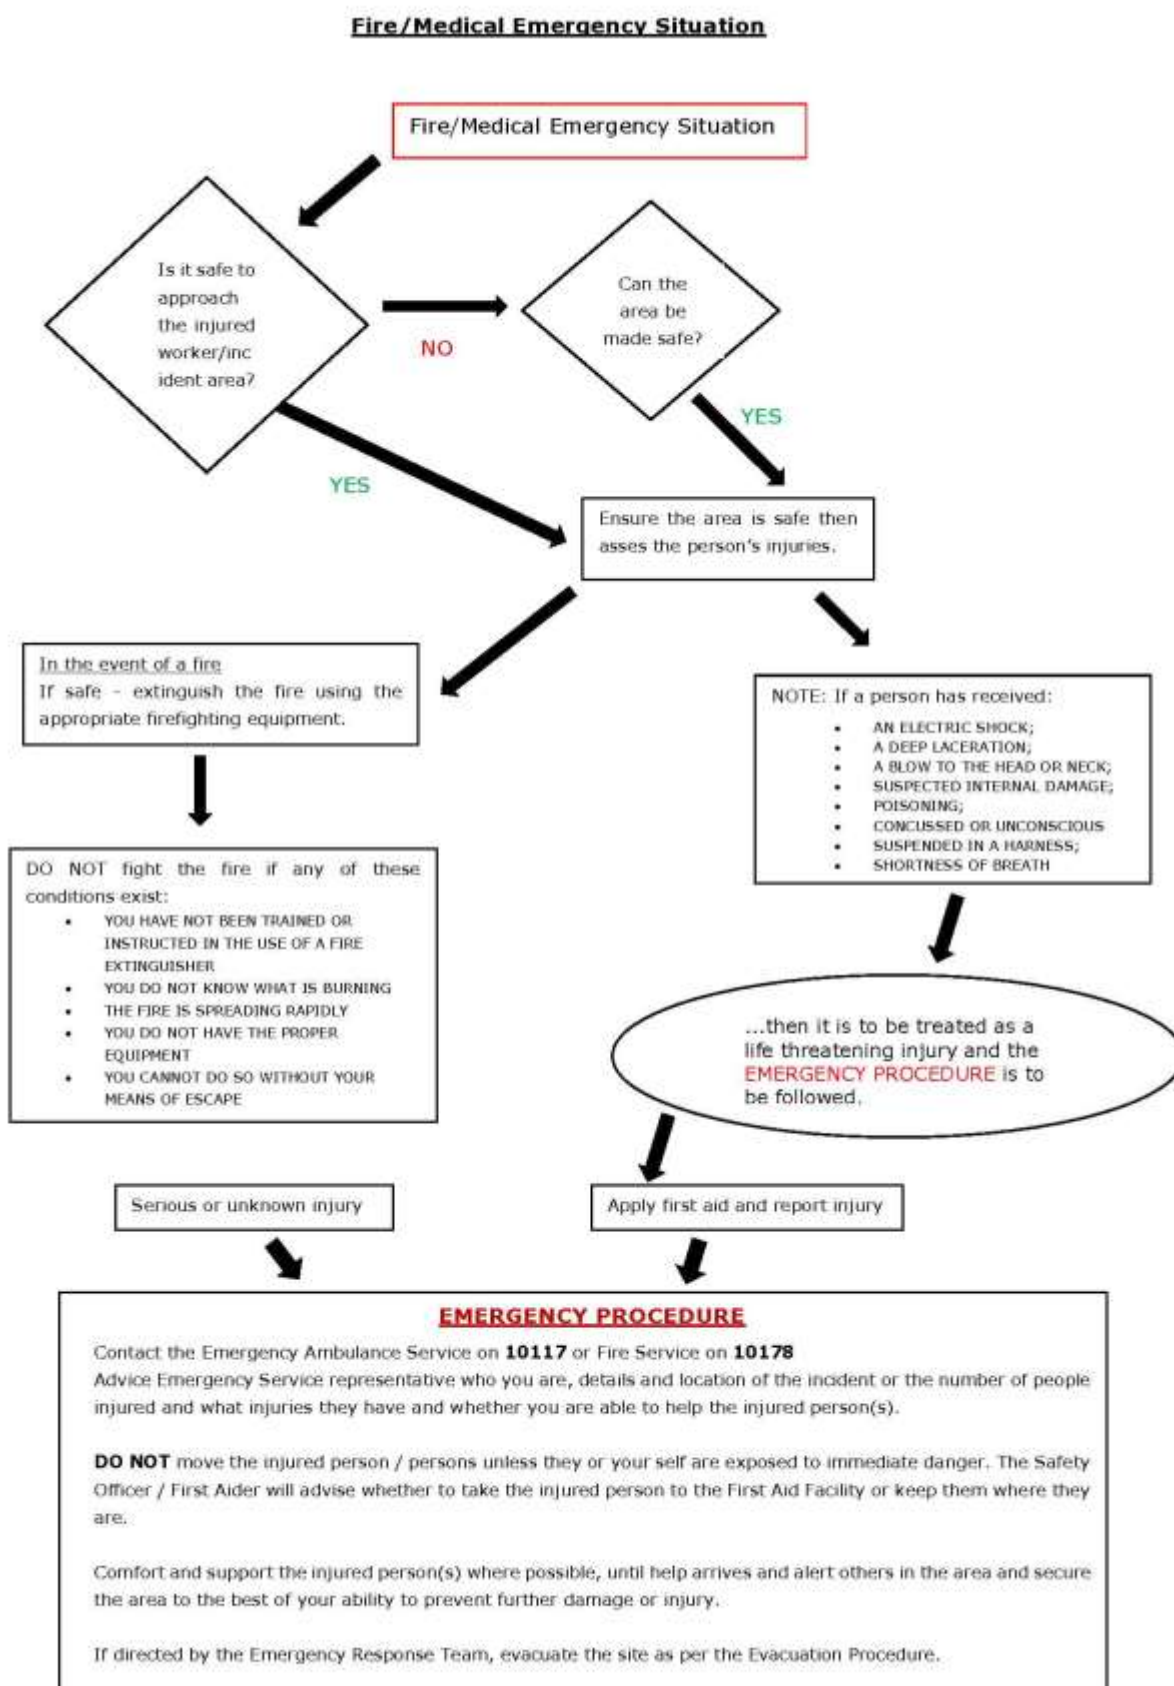 Fire/Medical Emergency Situation
Fire/Medical Emergency Situation
Is it safe to
approach
the injured
worker/inc
ident area?
NO
Can the
area be
made safe?
YES
YES
Ensure the area is safe then
asses the person's injuries.
In the event of a fire
If safe - extinguish the fire using the
appropriate firefighting equipment.
NOTE: If a person has received:
• AN ELECTRIC SHOCK;
• A DEEP LACERATION;
• A BLOW TO THE HEAD OR NECK;
• SUSPECTED INTERNAL DAMAGE;
• POISONING;
• CONCUSSED OR UNCONSCIOUS
• SUSPENDED IN A HARNESS;
• SHORTNESS OF BREATH
DO NOT fight the fire if any of these
conditions exist:
• YOU HAVE NOT BEEN TRAINED OR
INSTRUCTED IN THE USE OF A FIRE
EXTINGUISHER
• YOU DO NOT KNOW WHAT IS BURNING
• THE FIRE IS SPREADING RAPIDLY
• YOU DO NOT HAVE THE PROPER
EQUIPMENT
• YOU CANNOT DO SO WITHOUT YOUR
MEANS OF ESCAPE
...then it is to be treated as a
life threatening injury and the
EMERGENCY PROCEDURE is to
be followed.
Serious or unknown injury
Apply first aid and report injury
EMERGENCY PROCEDURE
Contact the Emergency Ambulance Service on 10117 or Fire Service on 10178
Advice Emergency Service representative who you are, details and location of the incident or the number of people
injured and what injuries they have and whether you are able to help the injured person(s).
DO NOT move the injured person / persons unless they or your self are exposed to immediate danger. The Safety
Officer / First Aider will advise whether to take the injured person to the First Aid Facility or keep them where they
are.
Comfort and support the injured person(s) where possible, until help arrives and alert others in the area and secure
the area to the best of your ability to prevent further damage or injury.
If directed by the Emergency Response Team, evacuate the site as per the Evacuation Procedure.